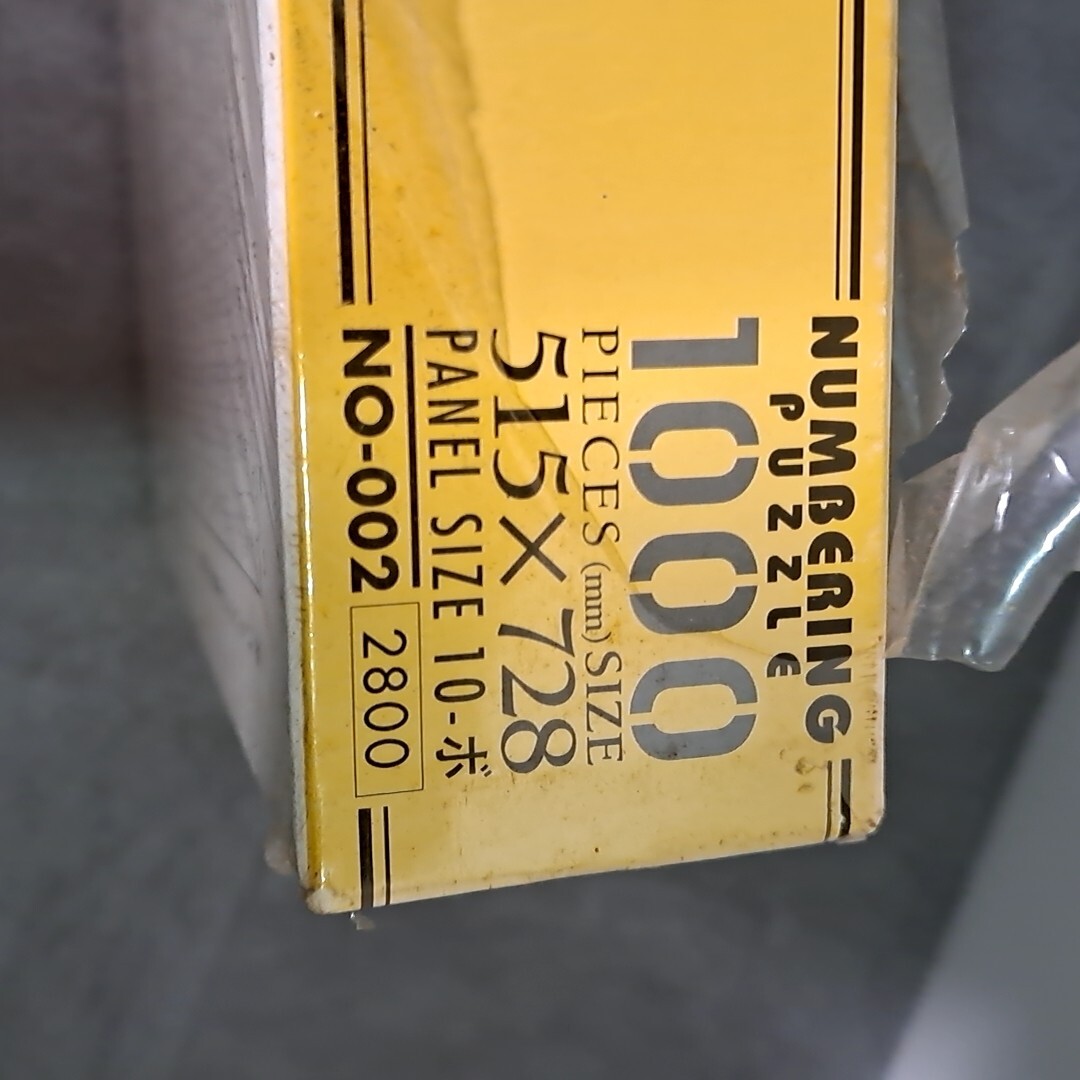 NUMBERING
PUZZLE
1000
PIECES (mm) SIZE
515×728
PANEL SIZE 10-ボ
NO-002 2800